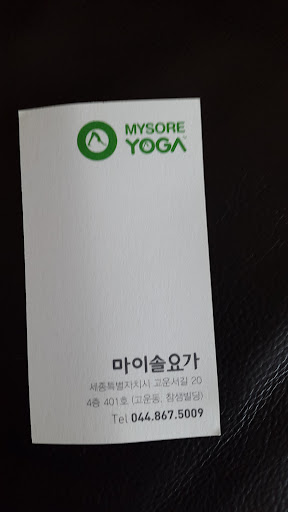 MYSORE
YOGA
마이솔요가
세종특별자치시 고운서길 20
4층 401호 (고운동, 참샘빌딩)
Tel 044.867.5009